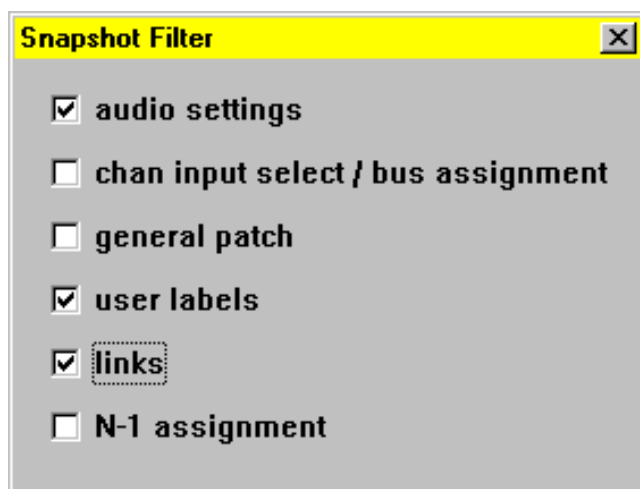 Snapshot Filter
audio settings
chan input select / bus assignment
general patch
user labels
links
N-1 assignment